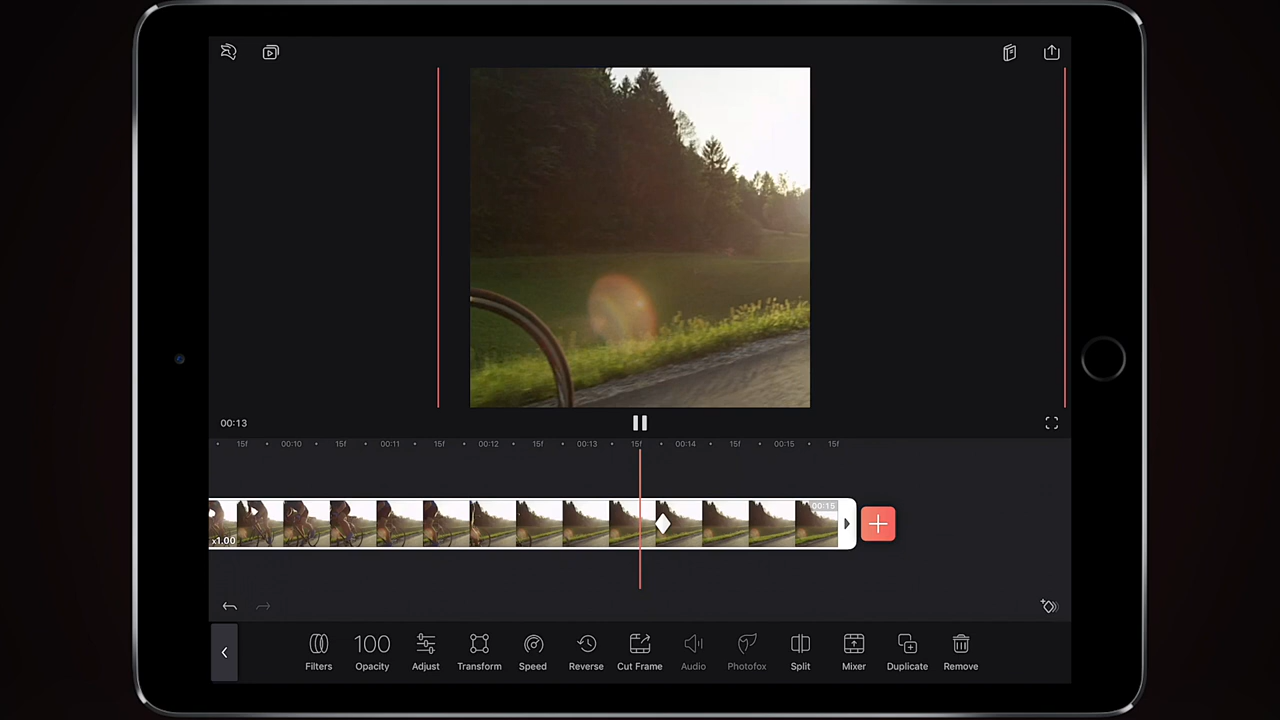 00:13
15f 00:10 15f 00:11 15f 00:12 15f 00:13 15f 00:14 15f 00:15 15f
00:15
x1.00
100
Filters Opacity Adjust Transform Speed Reverse Cut Frame Audio Photofox Split Mixer Duplicate Remove